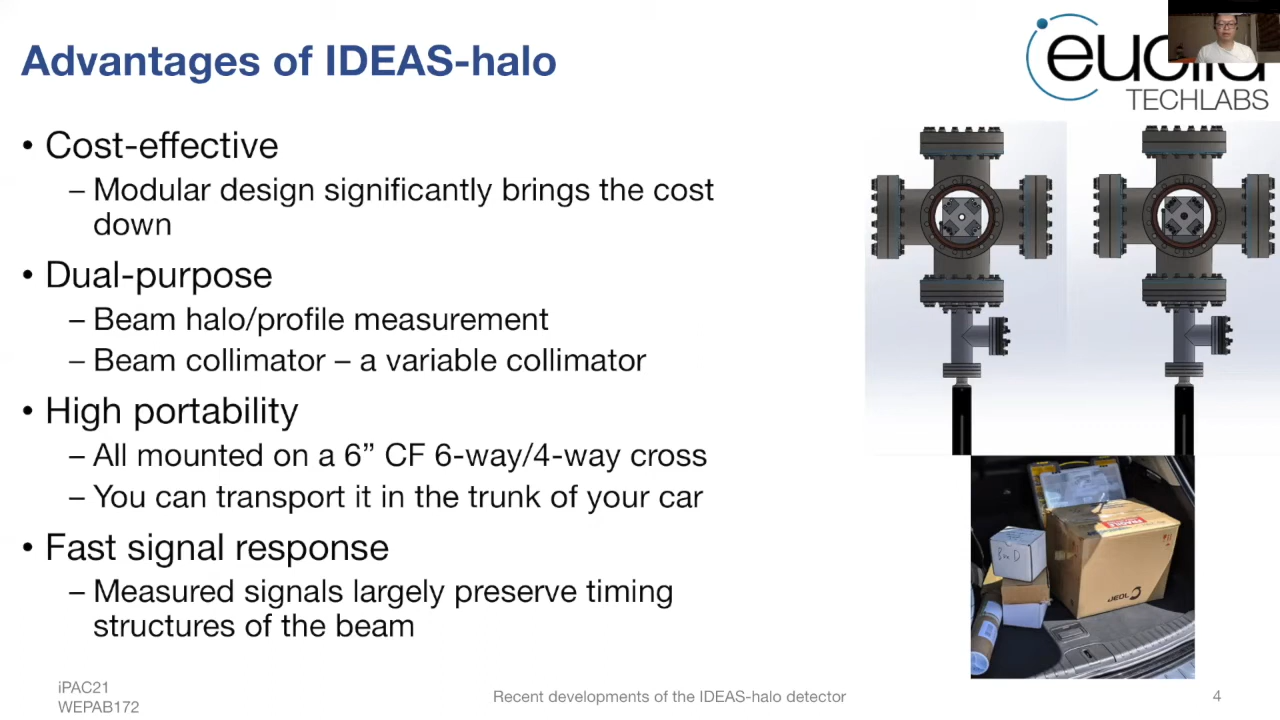 Advantages of IDEAS-halo
TECHLABS
• Cost-effective
– Modular design significantly brings the cost
down
• Dual-purpose
– Beam halo/profile measurement
– Beam collimator – a variable collimator
• High portability
– All mounted on a 6” CF 6-way/4-way cross
– You can transport it in the trunk of your car
• Fast signal response
– Measured signals largely preserve timing
structures of the beam
FRAGILE
Box D
JEOL
iPAC21
WEPAB172
Recent developments of the IDEAS-halo detector
4